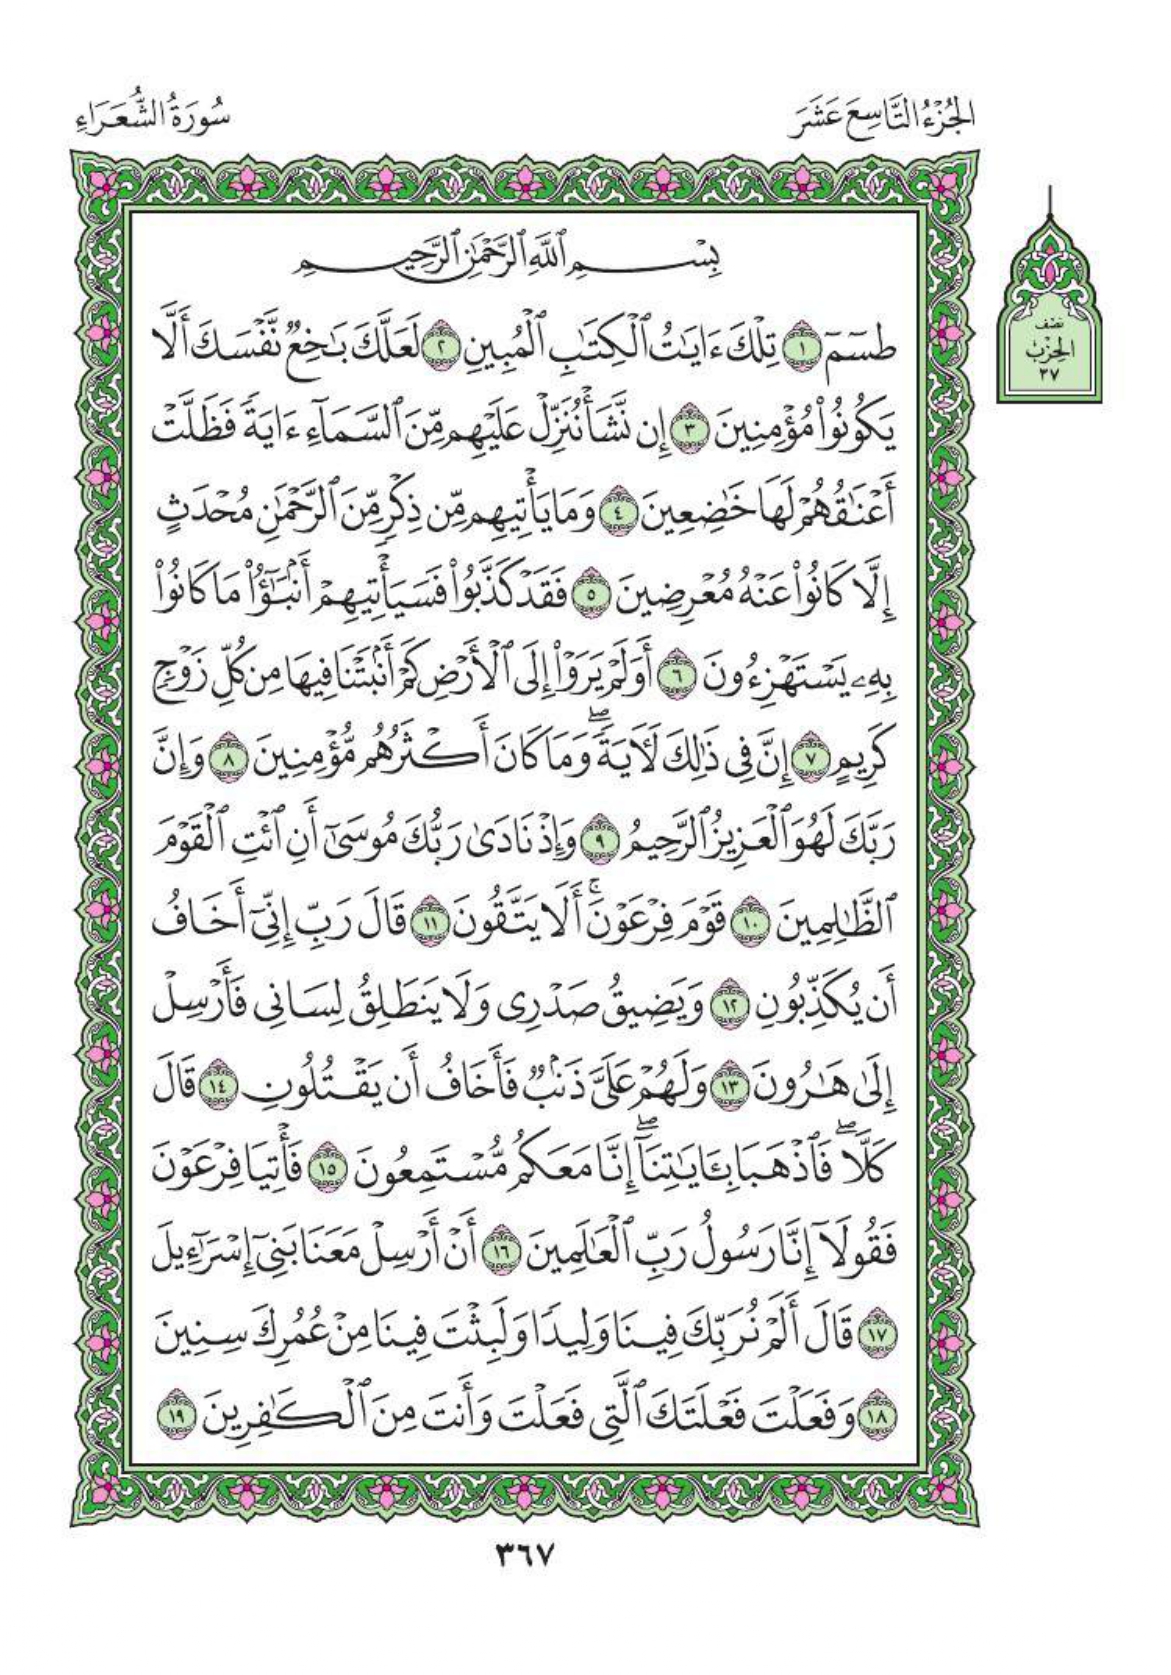 الجُزْءُ التَّاسِعَ عَشَرَ
سُورَةُ الشُّعَرَاءِ
نصف
الحِزْبُ
٣٧
بِسْمِ ٱللَّهِ ٱلرَّحْمَٰنِ ٱلرَّحِيمِ
طسٓمٓ ١ تِلْكَ ءَايَٰتُ ٱلْكِتَٰبِ ٱلْمُبِينِ ٢ لَعَلَّكَ بَٰخِعٌ نَّفْسَكَ أَلَّا
يَكُونُوا۟ مُؤْمِنِينَ ٣ إِن نَّشَأْ نُنَزِّلْ عَلَيْهِم مِّنَ ٱلسَّمَآءِ ءَايَةً فَظَلَّتْ
أَعْنَٰقُهُمْ لَهَا خَٰضِعِينَ ٤ وَمَا يَأْتِيهِم مِّن ذِكْرٍ مِّنَ ٱلرَّحْمَٰنِ مُحْدَثٍ
إِلَّا كَانُوا۟ عَنْهُ مُعْرِضِينَ ٥ فَقَدْ كَذَّبُوا۟ فَسَيَأْتِيهِمْ أَنۢبَٰٓؤُا۟ مَا كَانُوا۟
بِهِۦ يَسْتَهْزِءُونَ ٦ أَوَلَمْ يَرَوْا۟ إِلَى ٱلْأَرْضِ كَمْ أَنۢبَتْنَا فِيهَا مِن كُلِّ زَوْجٍ
كَرِيمٍ ٧ إِنَّ فِى ذَٰلِكَ لَءَايَةً ۖ وَمَا كَانَ أَكْثَرُهُم مُّؤْمِنِينَ ٨ وَإِنَّ
رَبَّكَ لَهُوَ ٱلْعَزِيزُ ٱلرَّحِيمُ ٩ وَإِذْ نَادَىٰ رَبُّكَ مُوسَىٰٓ أَنِ ٱئْتِ ٱلْقَوْمَ
ٱلظَّٰلِمِينَ ١٠ قَوْمَ فِرْعَوْنَ ۚ أَلَا يَتَّقُونَ ١١ قَالَ رَبِّ إِنِّىٓ أَخَافُ
أَن يُكَذِّبُونِ ١٢ وَيَضِيقُ صَدْرِى وَلَا يَنطَلِقُ لِسَانِى فَأَرْسِلْ
إِلَىٰ هَٰرُونَ ١٣ وَلَهُمْ عَلَىَّ ذَنۢبٌ فَأَخَافُ أَن يَقْتُلُونِ ١٤ قَالَ
كَلَّا ۖ فَٱذْهَبَا بِـَٔايَٰتِنَآ ۖ إِنَّا مَعَكُم مُّسْتَمِعُونَ ١٥ فَأْتِيَا فِرْعَوْنَ
فَقُولَآ إِنَّا رَسُولُ رَبِّ ٱلْعَٰلَمِينَ ١٦ أَنْ أَرْسِلْ مَعَنَا بَنِىٓ إِسْرَٰٓءِيلَ
١٧ قَالَ أَلَمْ نُرَبِّكَ فِينَا وَلِيدًا وَلَبِثْتَ فِينَا مِنْ عُمُرِكَ سِنِينَ
١٨ وَفَعَلْتَ فَعْلَتَكَ ٱلَّتِى فَعَلْتَ وَأَنتَ مِنَ ٱلْكَٰفِرِينَ ١٩
٣٦٧